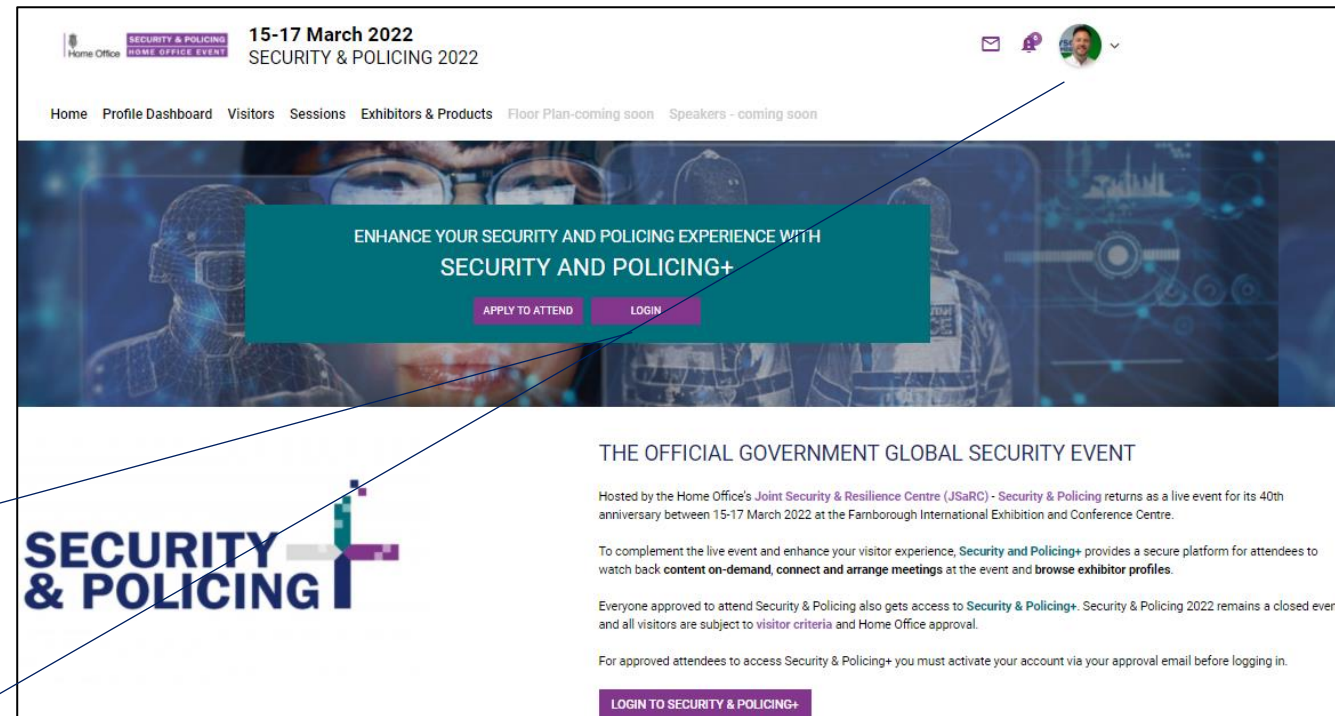 Home Office
SECURITY & POLICING
HOME OFFICE EVENT
15-17 March 2022
SECURITY & POLICING 2022
Home Profile Dashboard Visitors Sessions Exhibitors & Products Floor Plan-coming soon Speakers - coming soon
ENHANCE YOUR SECURITY AND POLICING EXPERIENCE WITH
SECURITY AND POLICING+
APPLY TO ATTEND LOGIN
SECURITY
& POLICING
THE OFFICIAL GOVERNMENT GLOBAL SECURITY EVENT
Hosted by the Home Office's Joint Security & Resilience Centre (JSaRC) - Security & Policing returns as a live event for its 40th
anniversary between 15-17 March 2022 at the Farnborough International Exhibition and Conference Centre.
To complement the live event and enhance your visitor experience, Security and Policing+ provides a secure platform for attendees to
watch back content on-demand, connect and arrange meetings at the event and browse exhibitor profiles.
Everyone approved to attend Security & Policing also gets access to Security & Policing+. Security & Policing 2022 remains a closed even
and all visitors are subject to visitor criteria and Home Office approval.
For approved attendees to access Security & Policing+ you must activate your account via your approval email before logging in.
LOGIN TO SECURITY & POLICING+